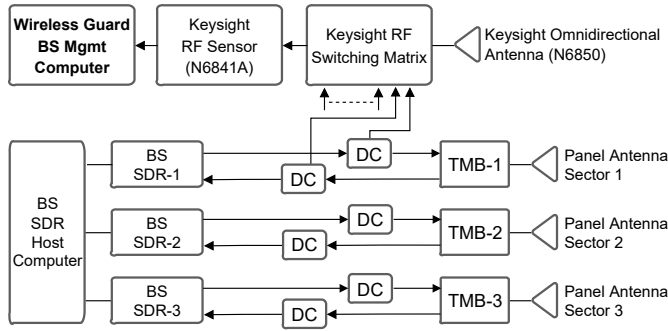 Wireless Guard
BS Mgmt
Computer
Keysight
RF Sensor
(N6841A)
Keysight RF
Switching Matrix
Keysight Omnidirectional
Antenna (N6850)
BS
SDR
Host
Computer
BS
SDR-1
DC
DC
TMB-1
Panel Antenna
Sector 1
BS
SDR-2
DC
DC
TMB-2
Panel Antenna
Sector 2
BS
SDR-3
DC
DC
TMB-3
Panel Antenna
Sector 3